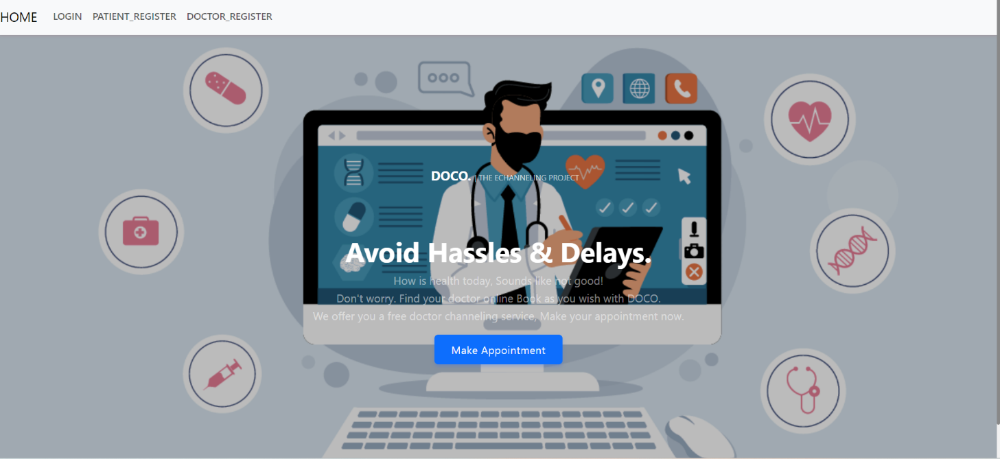 HOME LOGIN PATIENT_REGISTER DOCTOR_REGISTER
DOCO. | THE ECHANNELING PROJECT
Avoid Hassles & Delays.
How is health today, Sounds like not good!
Don't worry. Find your doctor online Book as you wish with DOCO.
We offer you a free doctor channeling service, Make your appointment now.
Make Appointment